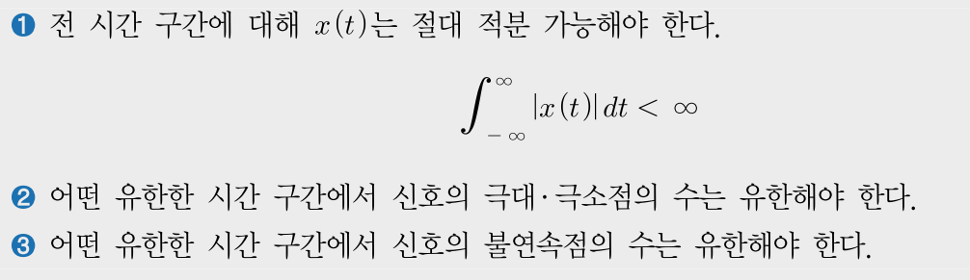 ❶ 전 시간 구간에 대해 x(t)는 절대 적분 가능해야 한다.
∫_{-∞}^{∞} |x(t)| dt < ∞
❷ 어떤 유한한 시간 구간에서 신호의 극대·극소점의 수는 유한해야 한다.
❸ 어떤 유한한 시간 구간에서 신호의 불연속점의 수는 유한해야 한다.